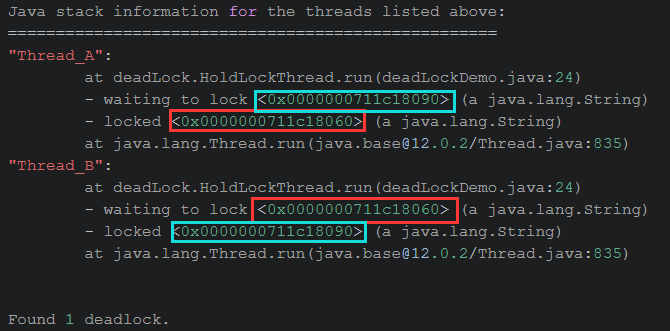 Java stack information for the threads listed above:
===================================================
"Thread_A":
        at deadLock.HoldLockThread.run(deadLockDemo.java:24)
        - waiting to lock <0x0000000711c18090> (a java.lang.String)
        - locked <0x0000000711c18060> (a java.lang.String)
        at java.lang.Thread.run(java.base@12.0.2/Thread.java:835)
"Thread_B":
        at deadLock.HoldLockThread.run(deadLockDemo.java:24)
        - waiting to lock <0x0000000711c18060> (a java.lang.String)
        - locked <0x0000000711c18090> (a java.lang.String)
        at java.lang.Thread.run(java.base@12.0.2/Thread.java:835)
Found 1 deadlock.